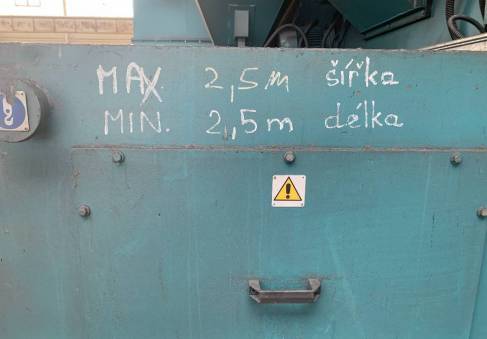 MAX. 2,5m šířka
MIN. 2,5m délka